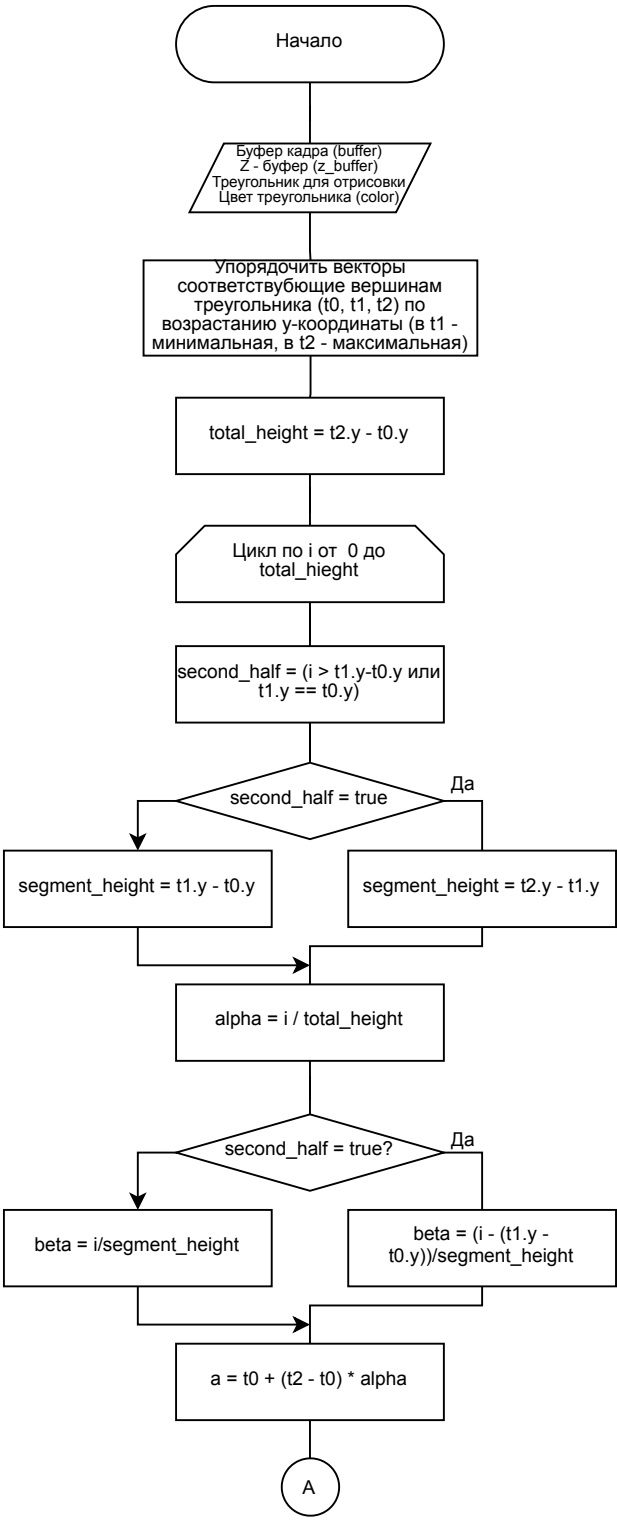 Начало
Буфер кадра (buffer)
Z - буфер (z_buffer)
Треугольник для отрисовки
Цвет треугольника (color)
Упорядочить векторы
соответствубющие вершинам
треугольника (t0, t1, t2) по
возрастанию y-координаты (в t1 -
минимальная, в t2 - максимальная)
total_height = t2.y - t0.y
Цикл по i от 0 до
total_hieght
second_half = (i > t1.y-t0.y или
t1.y == t0.y)
second_half = true
Да
segment_height = t1.y - t0.y
segment_height = t2.y - t1.y
alpha = i / total_height
second_half = true?
Да
beta = i/segment_height
beta = (i - (t1.y -
t0.y))/segment_height
a = t0 + (t2 - t0) * alpha
A